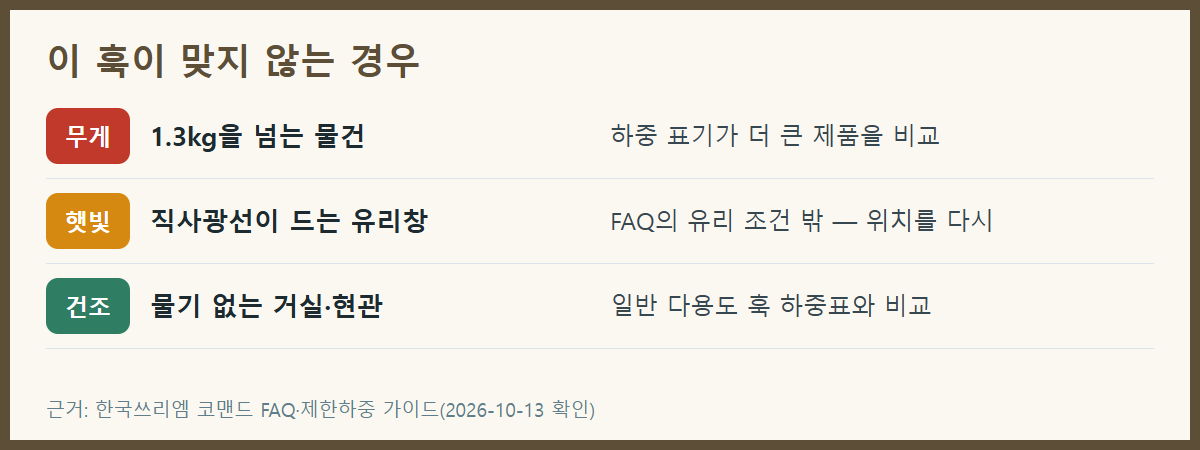 이 훅이 맞지 않는 경우
무게 1.3kg을 넘는 물건 하중 표기가 더 큰 제품을 비교
햇빛 직사광선이 드는 유리창 FAQ의 유리 조건 밖 — 위치를 다시
건조 물기 없는 거실·현관 일반 다용도 훅 하중표와 비교
근거: 한국쓰리엠 코맨드 FAQ·제한하중 가이드(2026-10-13 확인)